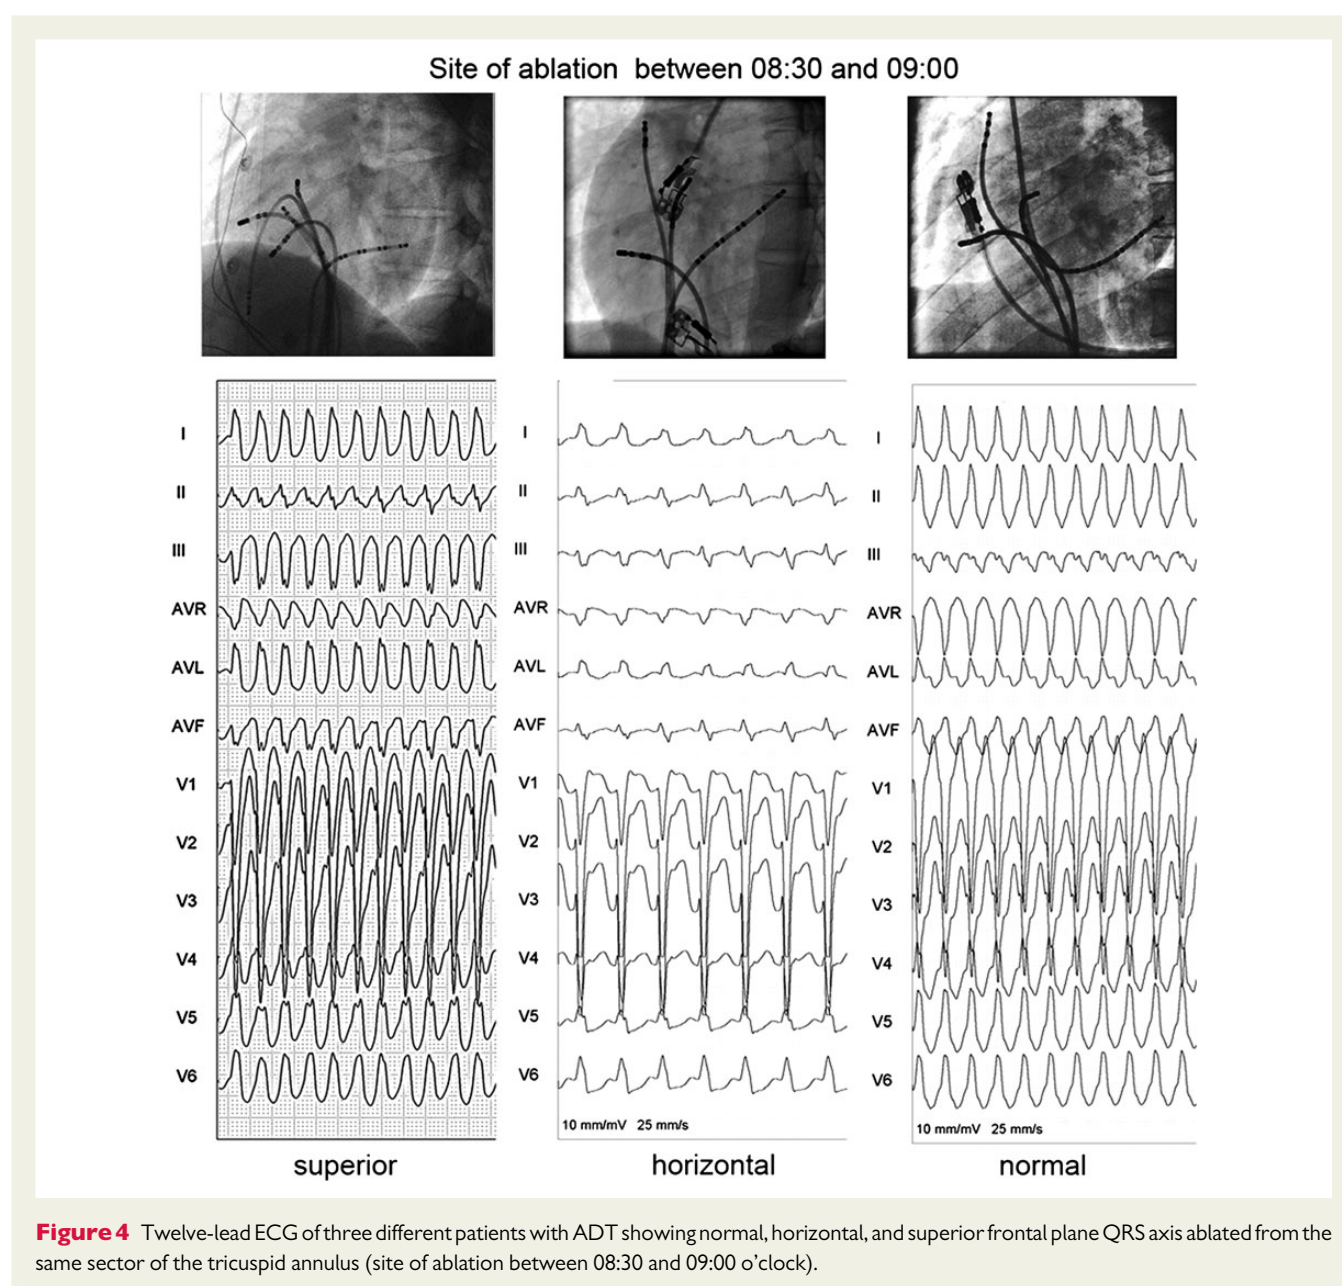 Site of ablation between 08:30 and 09:00
I
II
III
AVR
AVL
AVF
V1
V2
V3
V4
V5
V6
I
II
III
AVR
AVL
AVF
V1
V2
V3
V4
V5
V6
10 mm/mV 25 mm/s
I
II
III
AVR
AVL
AVF
V1
V2
V3
V4
V5
V6
10 mm/mV 25 mm/s
superior
horizontal
normal
Figure 4 Twelve-lead ECG of three different patients with ADT showing normal, horizontal, and superior frontal plane QRS axis ablated from the
same sector of the tricuspid annulus (site of ablation between 08:30 and 09:00 o'clock).